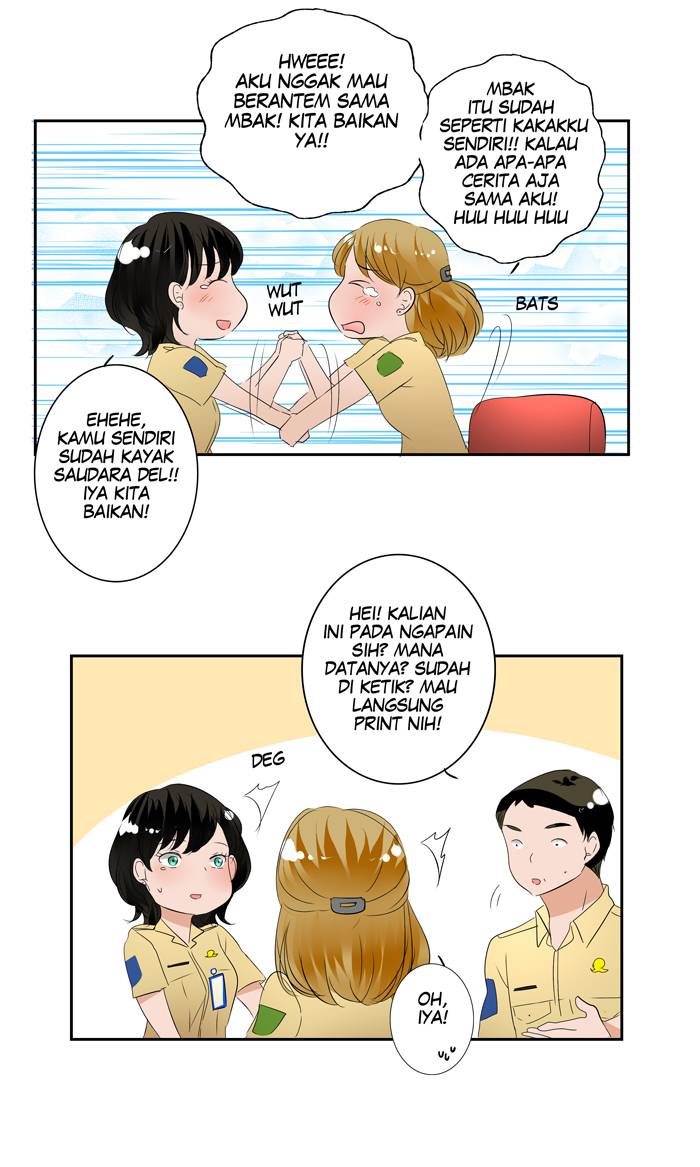 HWEEE!
AKU NGGAK MAU
BERANTEM SAMA
MBAK! KITA BAIKAN
YA!!
MBAK
ITU SUDAH
SEPERTI KAKAKKU
SENDIRI!! KALAU
ADA APA-APA
CERITA AJA
SAMA AKU!
HUU HUU HUU
WUT
WUT
BATS
EHEHE,
KAMU SENDIRI
SUDAH KAYAK
SAUDARA DEL!!
IYA KITA
BAIKAN!
HEI! KALIAN
INI PADA NGAPAIN
SIH? MANA
DATANYA? SUDAH
DI KETIK? MAU
LANGSUNG
PRINT NIH!
DEG
OH,
IYA!